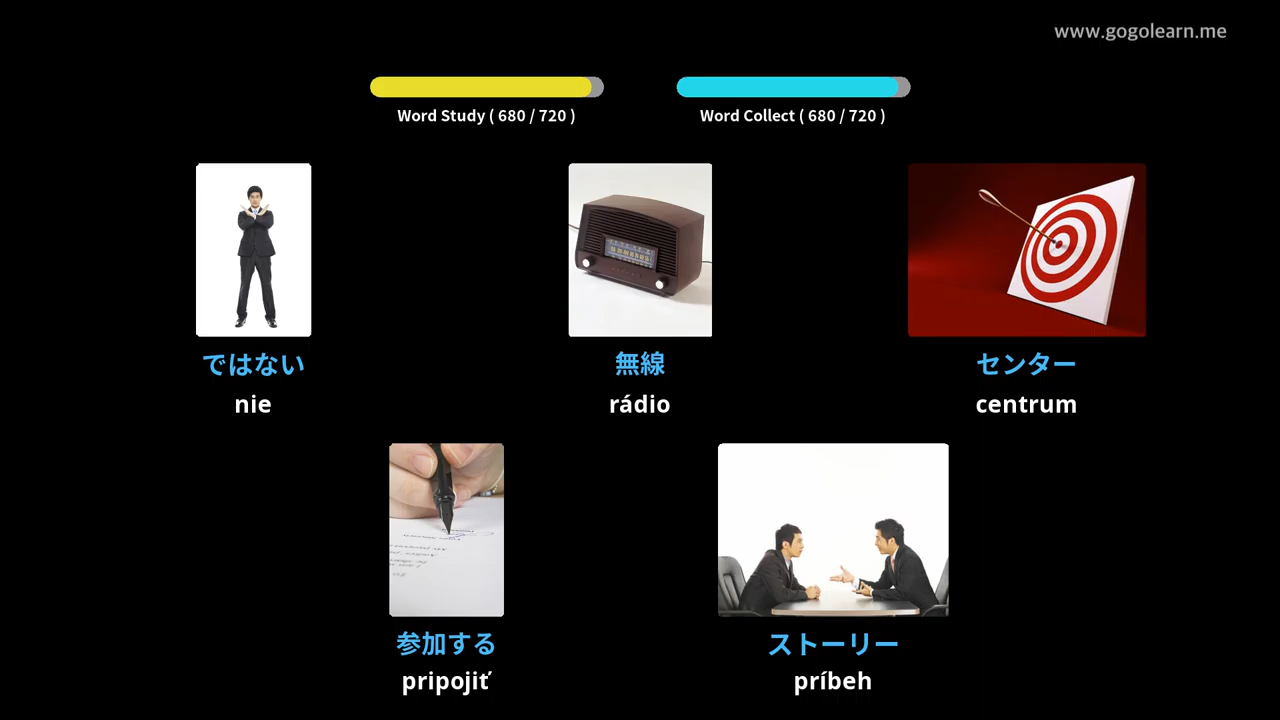 www.gogolearn.me
Word Study ( 680 / 720 )
Word Collect ( 680 / 720 )
ではない
nie
無線
rádio
センター
centrum
参加する
pripojiť
ストーリー
príbeh